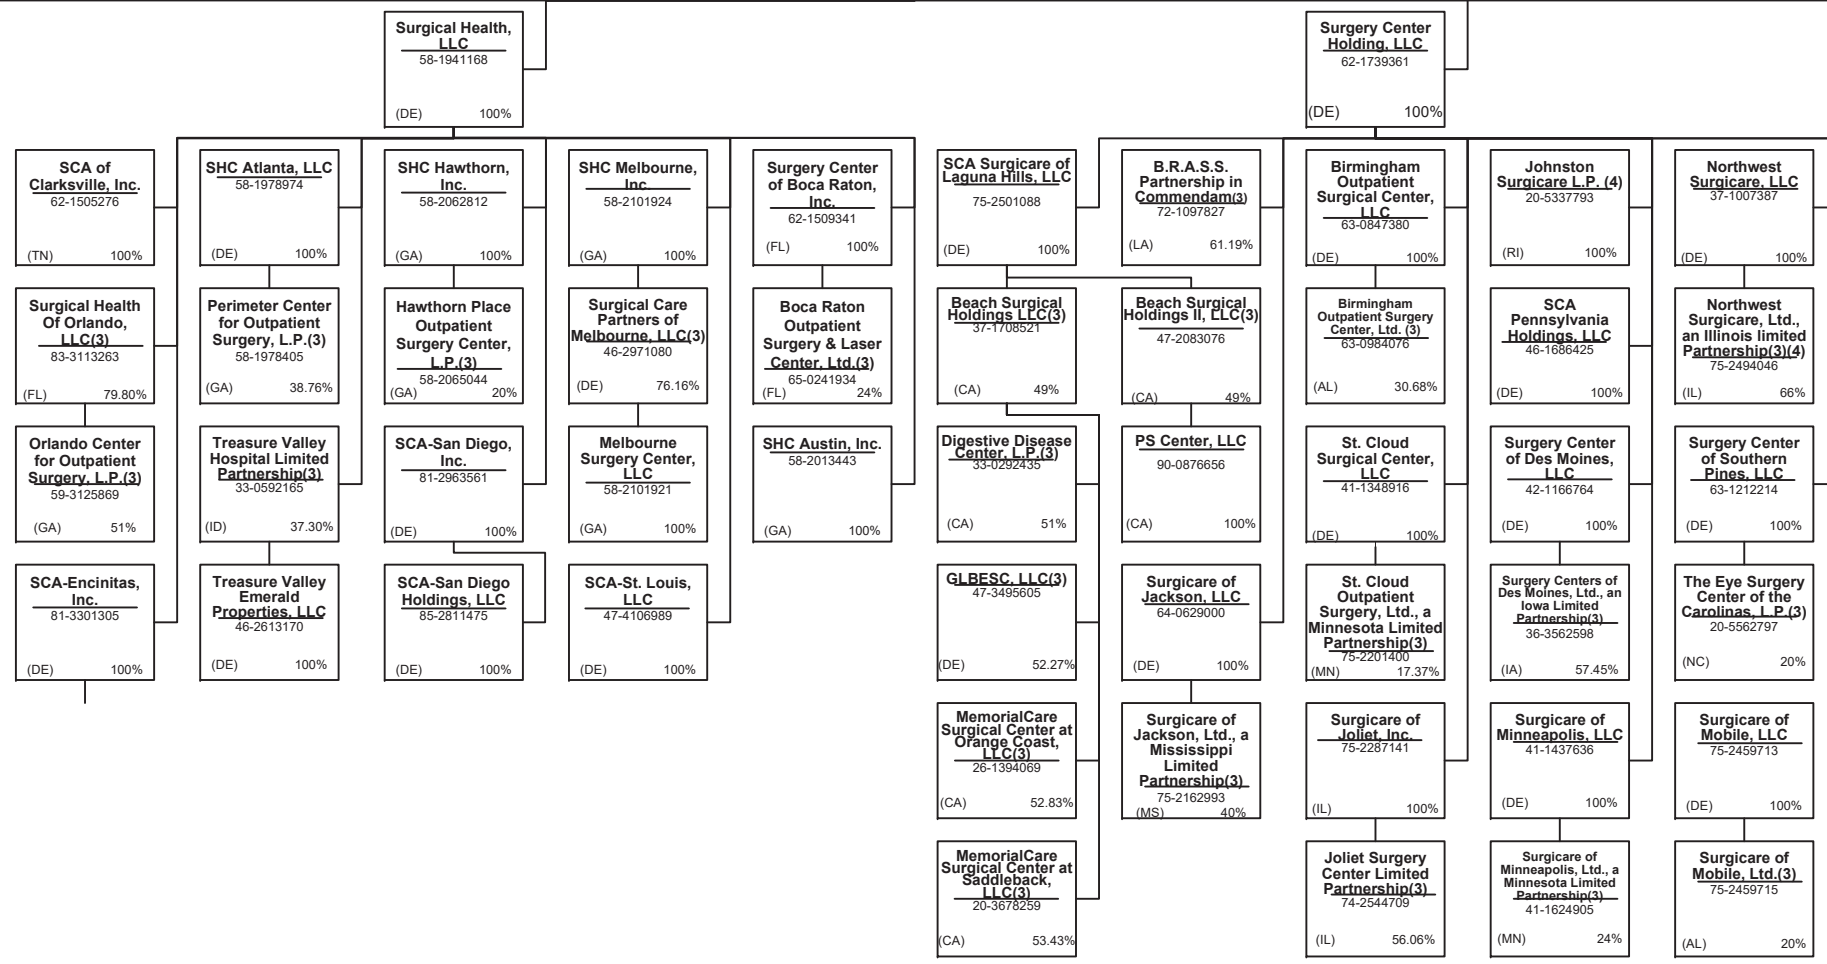 Surgical Health,
LLC
58-1941168
(DE) 100%
Surgery Center
Holding, LLC
62-1739361
(DE) 100%
SCA of
Clarksville, Inc.
62-1505276
(TN) 100%
SHC Atlanta, LLC
58-1978974
(DE) 100%
SHC Hawthorn,
Inc.
58-2062812
(GA) 100%
SHC Melbourne,
Inc.
58-2101924
(GA) 100%
Surgery Center
of Boca Raton,
Inc.
62-1509341
(FL) 100%
SCA Surgicare of
Laguna Hills, LLC
75-2501088
(DE) 100%
B.R.A.S.S.
Partnership in
Commendam(3)
72-1097827
(LA) 61.19%
Birmingham
Outpatient
Surgical Center,
LLC
63-0847380
(DE) 100%
Johnston
Surgicare L.P. (4)
20-5337793
(RI) 100%
Northwest
Surgicare, LLC
37-1007387
(DE) 100%
Surgical Health
Of Orlando,
LLC(3)
83-3113263
(FL) 79.80%
Perimeter Center
for Outpatient
Surgery, L.P.(3)
58-1978405
(GA) 38.76%
Hawthorn Place
Outpatient
Surgery Center,
L.P.(3)
58-2065044
(GA) 20%
Surgical Care
Partners of
Melbourne, LLC(3)
46-2971080
(DE) 76.16%
Boca Raton
Outpatient
Surgery & Laser
Center, Ltd.(3)
65-0241934
(FL) 24%
Beach Surgical
Holdings LLC(3)
37-1708521
(CA) 49%
Beach Surgical
Holdings II, LLC(3)
47-2083076
(CA) 49%
Birmingham
Outpatient Surgery
Center, Ltd. (3)
63-0984076
(AL) 30.68%
SCA
Pennsylvania
Holdings, LLC
46-1686425
(DE) 100%
Northwest
Surgicare, Ltd.,
an Illinois limited
Partnership(3)(4)
75-2494046
(IL) 66%
Orlando Center
for Outpatient
Surgery, L.P.(3)
59-3125869
(GA) 51%
Treasure Valley
Hospital Limited
Partnership(3)
33-0592165
(ID) 37.30%
SCA-San Diego,
Inc.
81-2963561
(DE) 100%
Melbourne
Surgery Center,
LLC
58-2101921
(GA) 100%
SHC Austin, Inc.
58-2013443
(GA) 100%
Digestive Disease
Center, L.P.(3)
33-0292435
(CA) 51%
PS Center, LLC
90-0876656
(CA) 100%
St. Cloud
Surgical Center,
LLC
41-1348916
(DE) 100%
Surgery Center
of Des Moines,
LLC
42-1166764
(DE) 100%
Surgery Center
of Southern
Pines, LLC
63-1212214
(DE) 100%
SCA-Encinitas,
Inc.
81-3301305
(DE) 100%
Treasure Valley
Emerald
Properties, LLC
46-2613170
(DE) 100%
SCA-San Diego
Holdings, LLC
85-2811475
(DE) 100%
SCA-St. Louis,
LLC
47-4106989
(DE) 100%
GLBESC, LLC(3)
47-3495605
(DE) 52.27%
Surgicare of
Jackson, LLC
64-0629000
(DE) 100%
St. Cloud
Outpatient
Surgery, Ltd., a
Minnesota Limited
Partnership(3)
75-2201400
(MN) 17.37%
Surgery Centers of
Des Moines, Ltd., an
Iowa Limited
Partnership(3)
36-3562598
(IA) 57.45%
The Eye Surgery
Center of the
Carolinas, L.P.(3)
20-5562797
(NC) 20%
MemorialCare
Surgical Center at
Orange Coast,
LLC(3)
26-1394069
(CA) 52.83%
Surgicare of
Jackson, Ltd., a
Mississippi
Limited
Partnership(3)
75-2162993
(MS) 40%
Surgicare of
Joliet, Inc.
75-2287141
(IL) 100%
Surgicare of
Minneapolis, LLC
41-1437636
(DE) 100%
Surgicare of
Mobile, LLC
75-2459713
(DE) 100%
MemorialCare
Surgical Center at
Saddleback,
LLC(3)
20-3678259
(CA) 53.43%
Joliet Surgery
Center Limited
Partnership(3)
74-2544709
(IL) 56.06%
Surgicare of
Minneapolis, Ltd., a
Minnesota Limited
Partnership(3)
41-1624905
(MN) 24%
Surgicare of
Mobile, Ltd.(3)
75-2459715
(AL) 20%